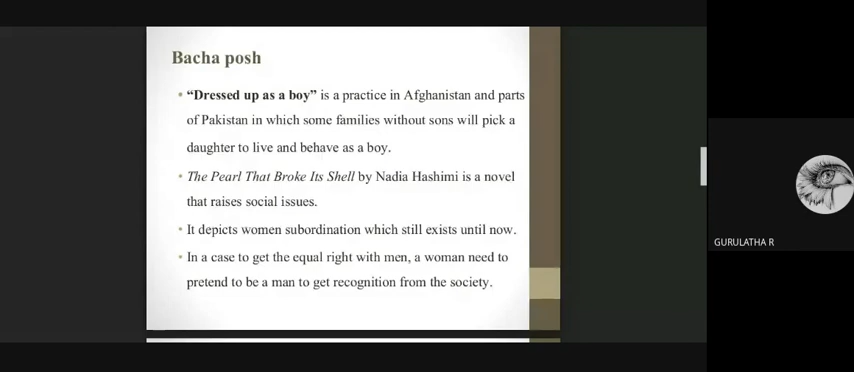 Bacha posh
• “Dressed up as a boy” is a practice in Afghanistan and parts
of Pakistan in which some families without sons will pick a
daughter to live and behave as a boy.
• The Pearl That Broke Its Shell by Nadia Hashimi is a novel
that raises social issues.
• It depicts women subordination which still exists until now.
• In a case to get the equal right with men, a woman need to
pretend to be a man to get recognition from the society.
GURULATHA R